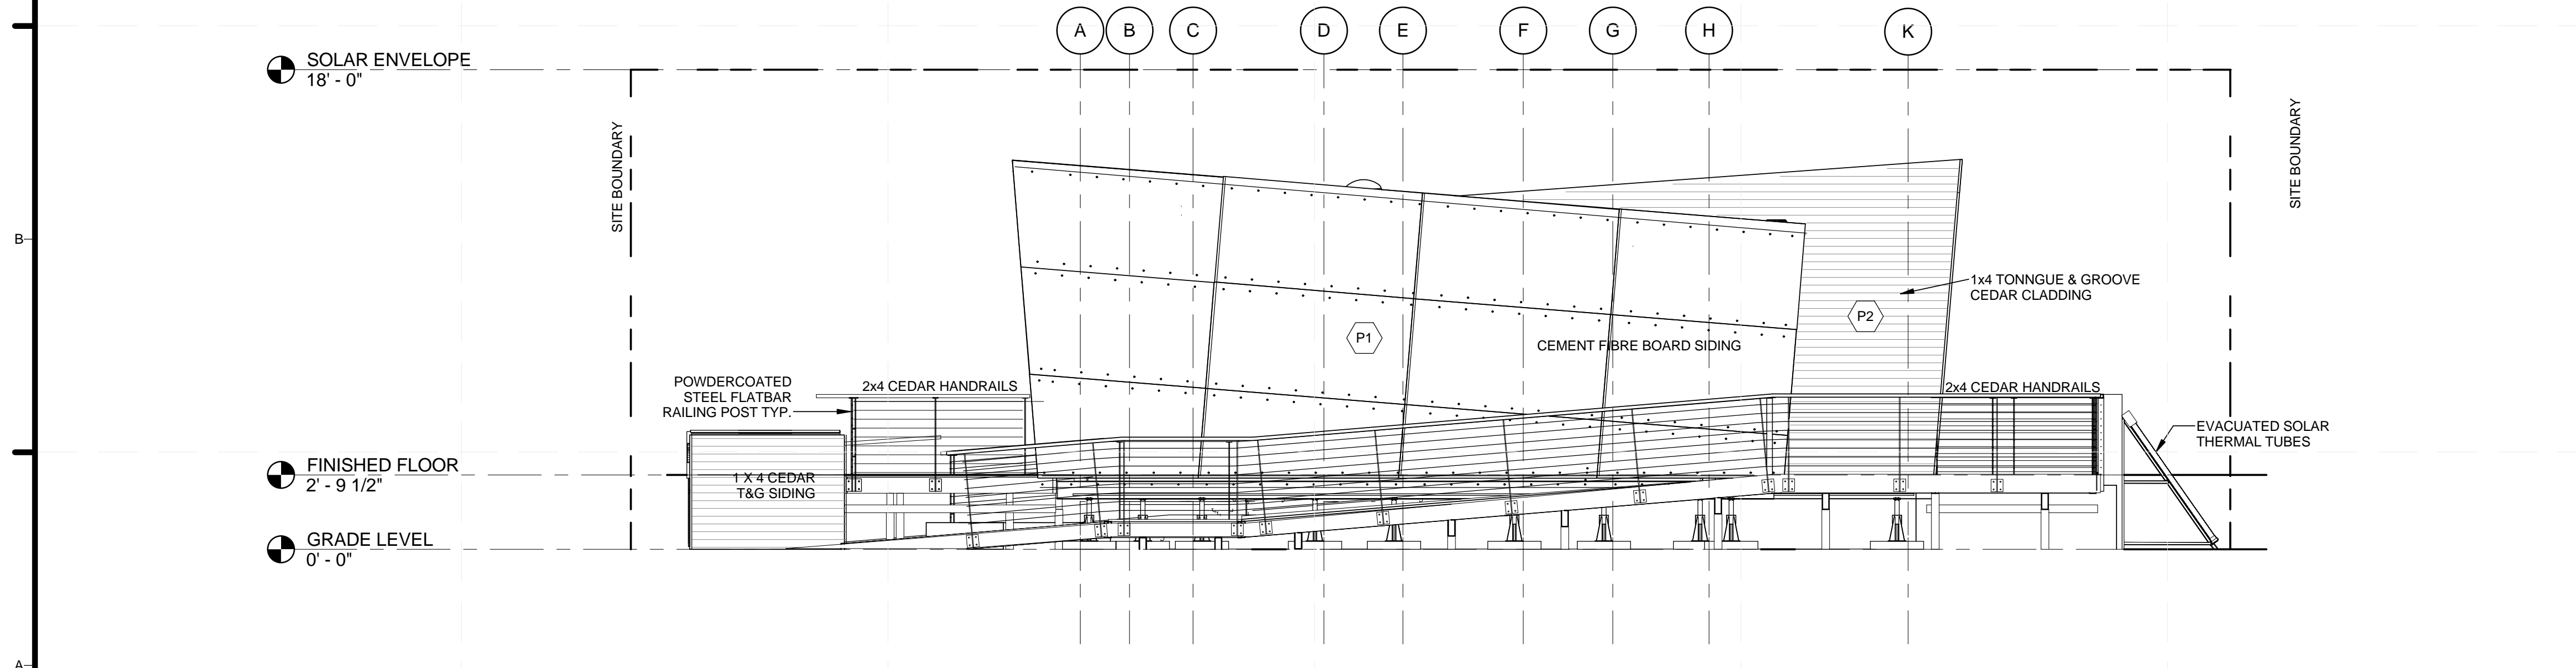 A B C D E F G H K
SOLAR ENVELOPE
18' - 0"
SITE BOUNDARY
SITE BOUNDARY
B
1x4 TONNGUE & GROOVE
CEDAR CLADDING
P2
P1
CEMENT FIBRE BOARD SIDING
POWDERCOATED
STEEL FLATBAR
RAILING POST TYP.
2x4 CEDAR HANDRAILS
2x4 CEDAR HANDRAILS
EVACUATED SOLAR
THERMAL TUBES
FINISHED FLOOR
2' - 9 1/2"
1 X 4 CEDAR
T&G SIDING
GRADE LEVEL
0' - 0"
A